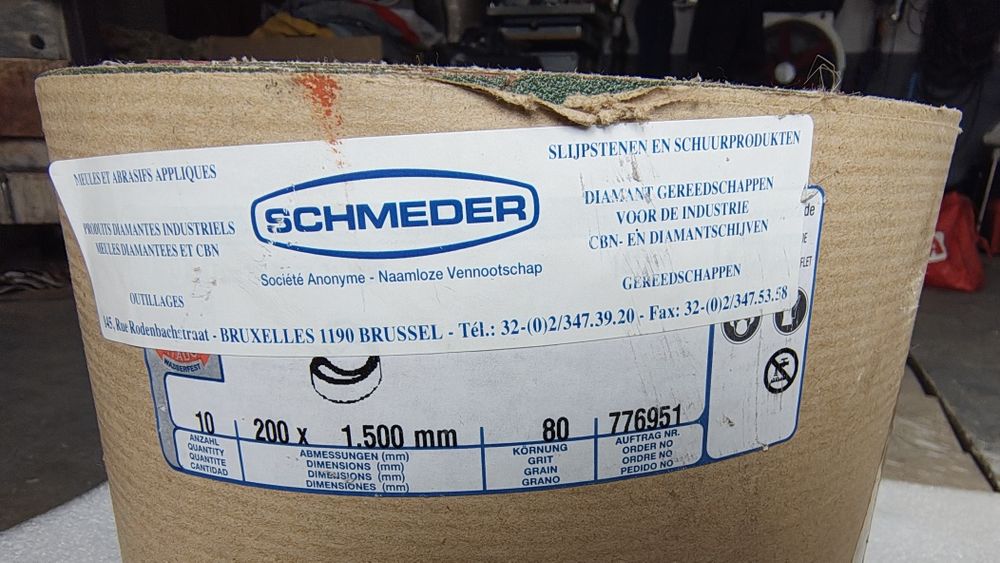 MEULES ET ABRASIFS APPLIQUES
PRODUITS DIAMANTES INDUSTRIELS
MEULES DIAMANTEES ET CBN
OUTILLAGES
SCHMEDER
Société Anonyme - Naamloze Vennootschap
SLIJPSTENEN EN SCHUURPRODUKTEN
DIAMANT GEREEDSCHAPPEN
VOOR DE INDUSTRIE
CBN- EN DIAMANTSCHIJVEN
GEREEDSCHAPPEN
145, Rue Rodenbachstraat - BRUXELLES 1190 BRUSSEL - Tél.: 32-(0)2/347.39.20 - Fax: 32-(0)2/347.53.58
de
WASSERFEST
10
ANZAHL
QUANTITY
QUANTITE
CANTIDAD
200 x 1.500 mm
ABMESSUNGEN (mm)
DIMENSIONS (mm)
DIMENSIONS (mm)
DIMENSIONES (mm)
80
KÖRNUNG
GRIT
GRAIN
GRANO
776951
AUFTRAG NR.
ORDER NO
ORDRE NO
PEDIDO NO